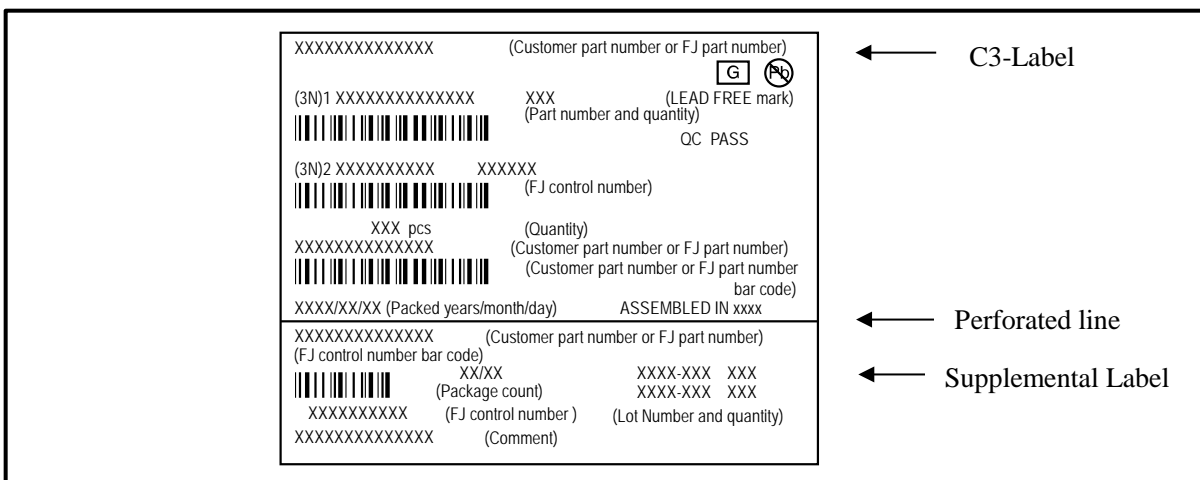 XXXXXXXXXXXXXX (Customer part number or FJ part number)
C3-Label
G Pb
(3N)1 XXXXXXXXXXXXXX XXX (LEAD FREE mark)
(Part number and quantity)
QC PASS
(3N)2 XXXXXXXXXX XXXXXX
(FJ control number)
XXX pcs (Quantity)
XXXXXXXXXXXXXX (Customer part number or FJ part number)
(Customer part number or FJ part number
bar code)
XXXX/XX/XX (Packed years/month/day) ASSEMBLED IN xxxx
Perforated line
XXXXXXXXXXXXXX (Customer part number or FJ part number)
(FJ control number bar code)
XX/XX XXXX-XXX XXX
Supplemental Label
(Package count) XXXX-XXX XXX
XXXXXXXXXX (FJ control number ) (Lot Number and quantity)
XXXXXXXXXXXXXX (Comment)